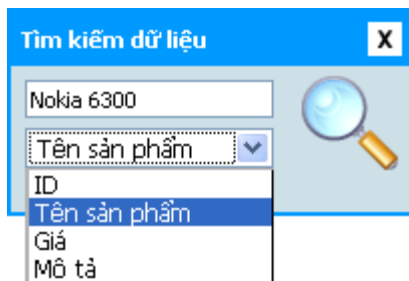 Tìm kiếm dữ liệu X
Nokia 6300
Tên sản phẩm
ID
Tên sản phẩm
Giá
Mô tả